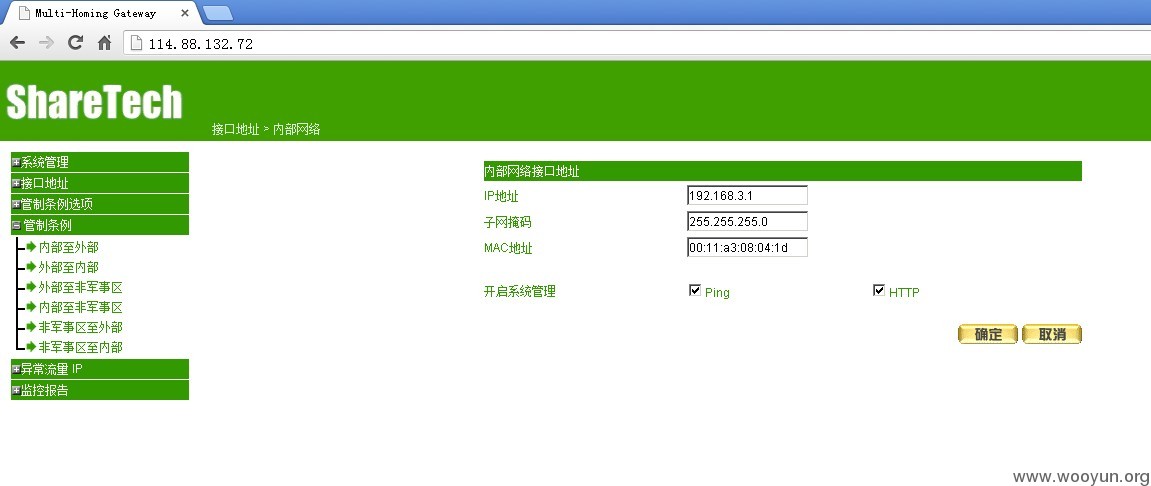 Multi-Homing Gateway
114.88.132.72
ShareTech
接口地址 > 内部网络
系统管理
接口地址
管制条例选项
管制条例
内部至外部
外部至内部
外部至非军事区
内部至非军事区
非军事区至外部
非军事区至内部
异常流量 IP
监控报告
内部网络接口地址
IP地址 192.168.3.1
子网掩码 255.255.255.0
MAC地址 00:11:a3:08:04:1d
开启系统管理 Ping HTTP
确定 取消
www.wooyun.org